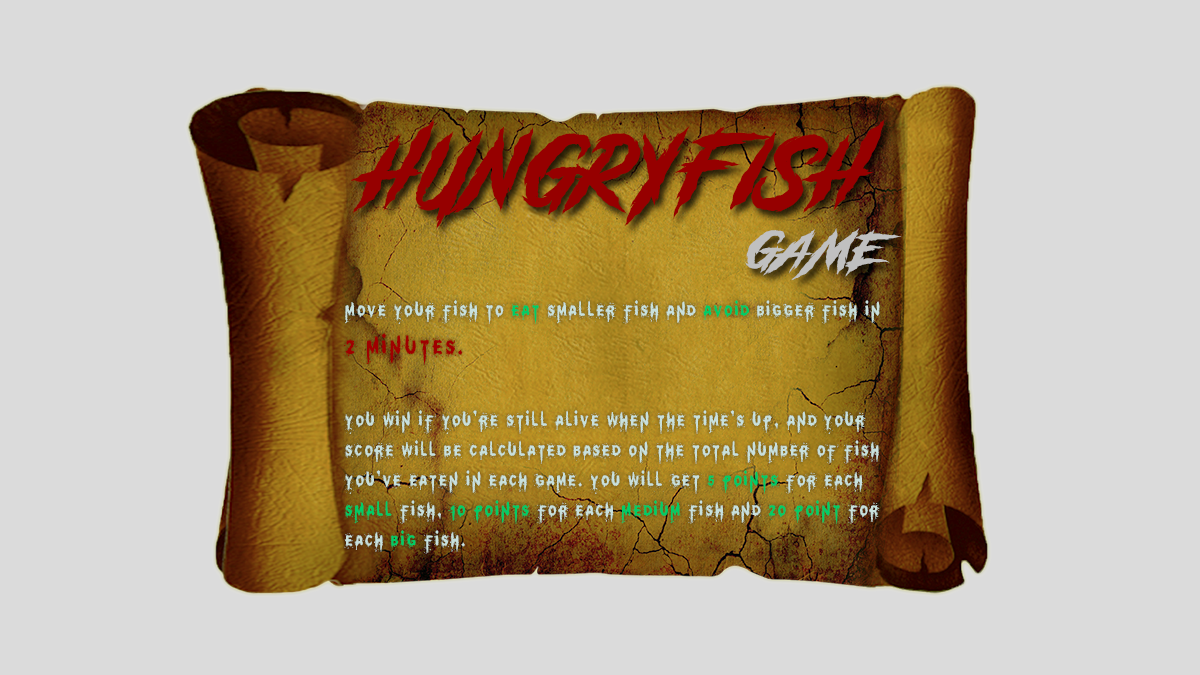 HUNGRYFISH
GAME
MOVE YOUR FISH TO EAT SMALLER FISH AND AVOID BIGGER FISH IN
2 MINUTES.
YOU WIN IF YOU'RE STILL ALIVE WHEN THE TIME'S UP, AND YOUR
SCORE WILL BE CALCULATED BASED ON THE TOTAL NUMBER OF FISH
YOU'VE EATEN IN EACH GAME. YOU WILL GET 5 POINTS FOR EACH
SMALL FISH, 10 POINTS FOR EACH MEDIUM FISH AND 20 POINT FOR
EACH BIG FISH.